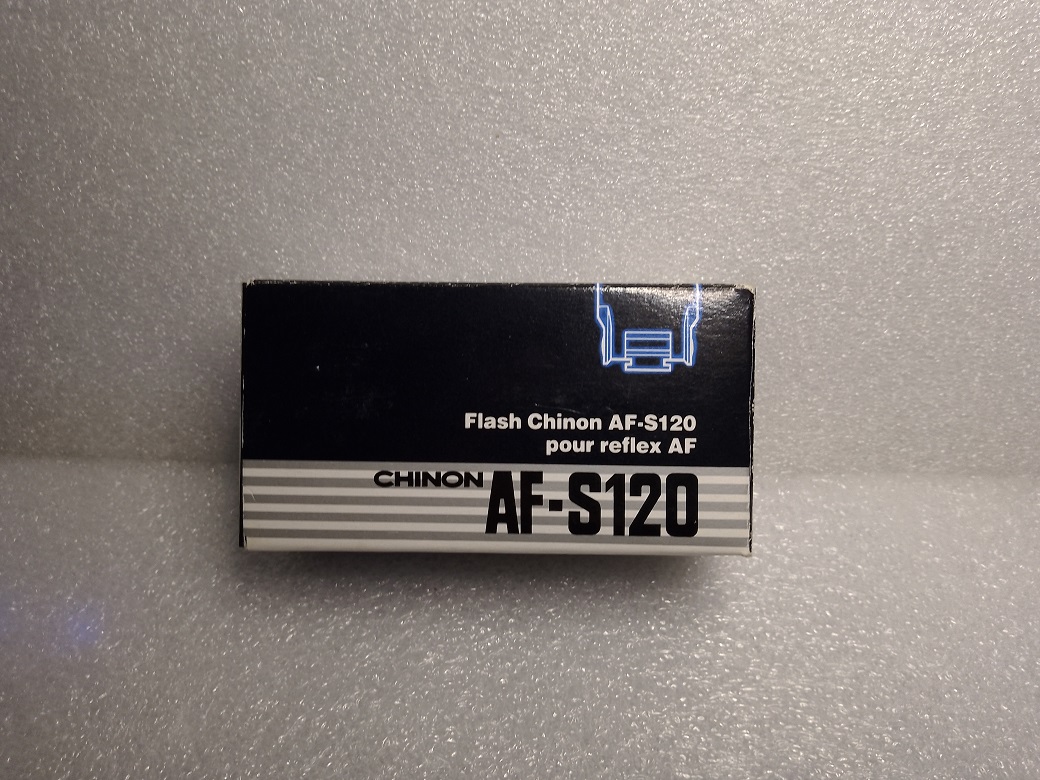 Flash Chinon AF-S120
pour reflex AF
CHINON AF-S120